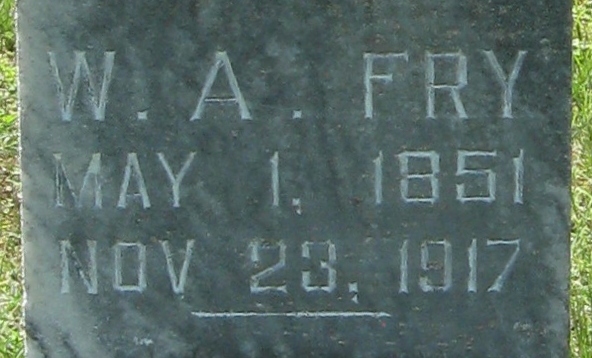 W. A. FRY
MAY 1, 1851
NOV 23, 1917